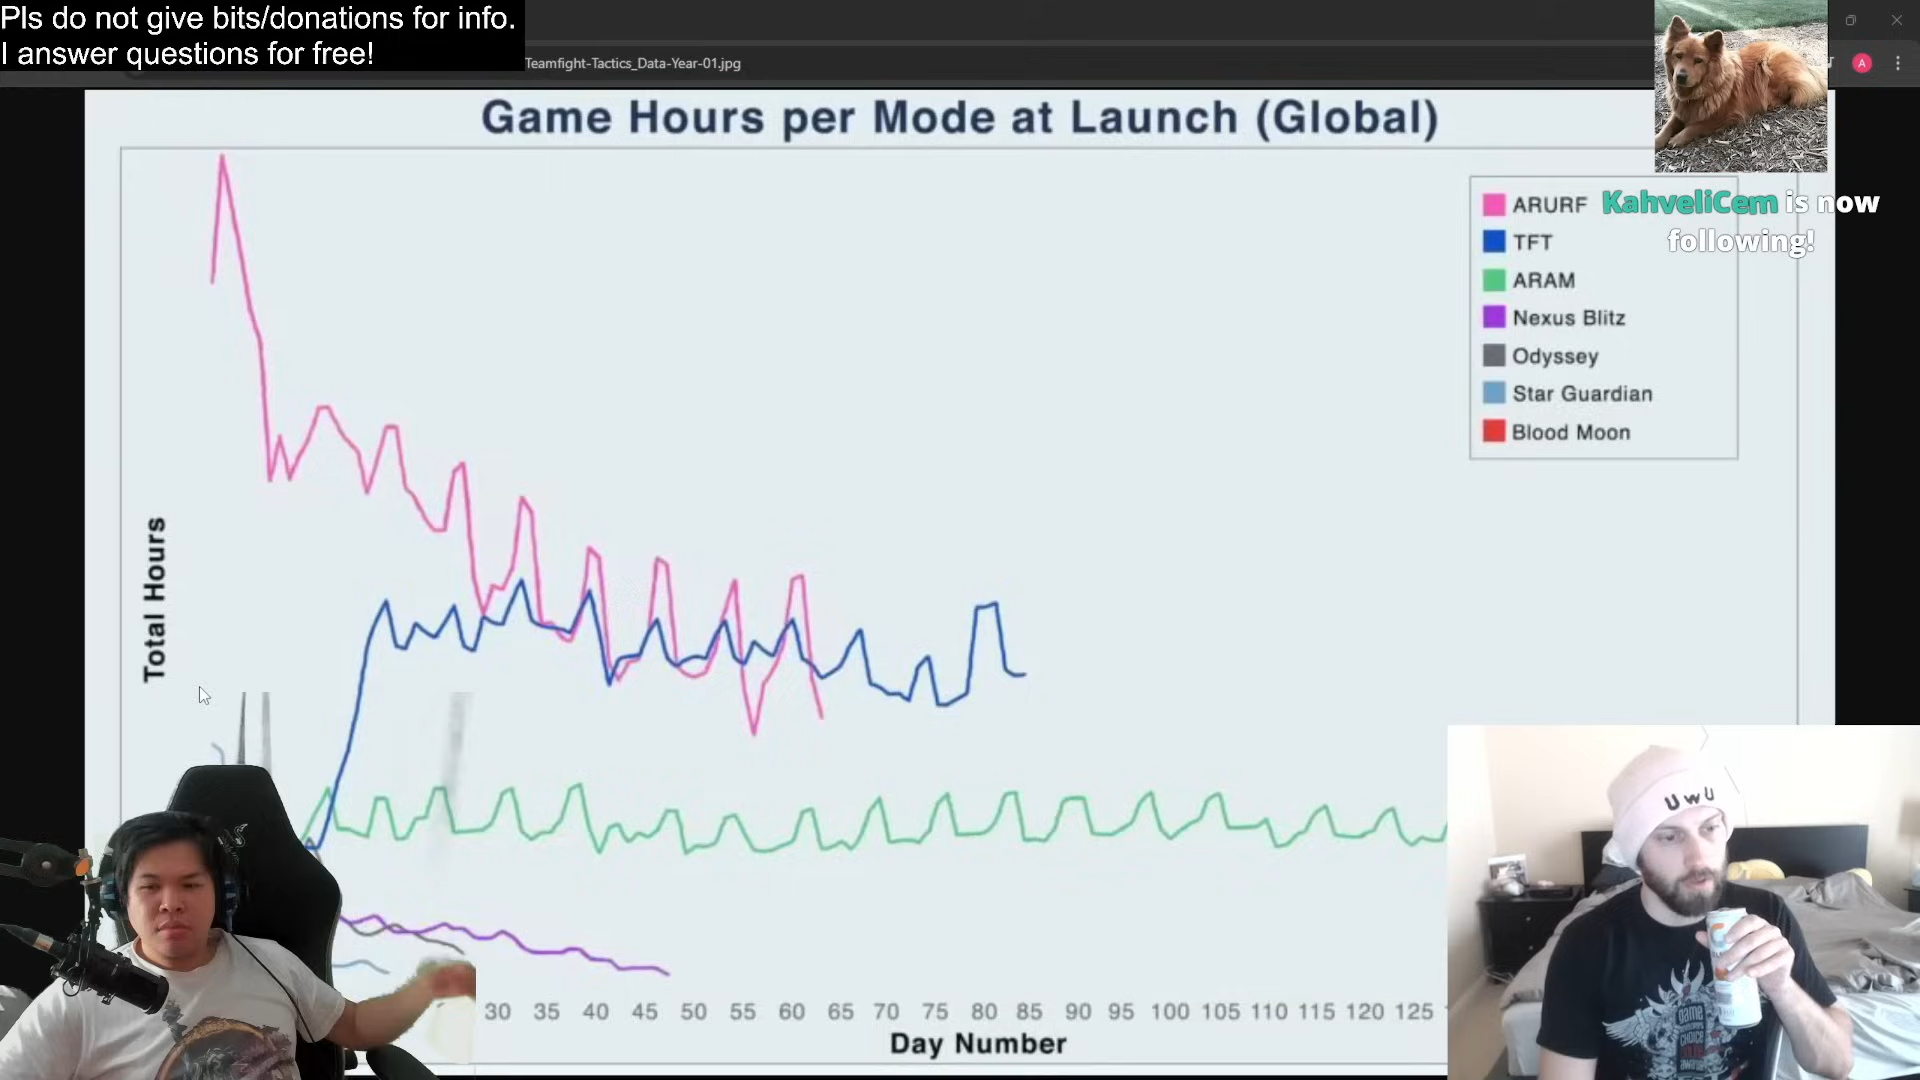 Pls do not give bits/donations for info.
I answer questions for free!
Teamfight-Tactics_Data-Year-01.jpg
A
Game Hours per Mode at Launch (Global)
ARURF
TFT
ARAM
Nexus Blitz
Odyssey
Star Guardian
Blood Moon
KahveliCem is now
following!
Total Hours
30 35 40 45 50 55 60 65 70 75 80 85 90 95 100 105 110 115 120 125
Day Number
UwU
game
CHOICE